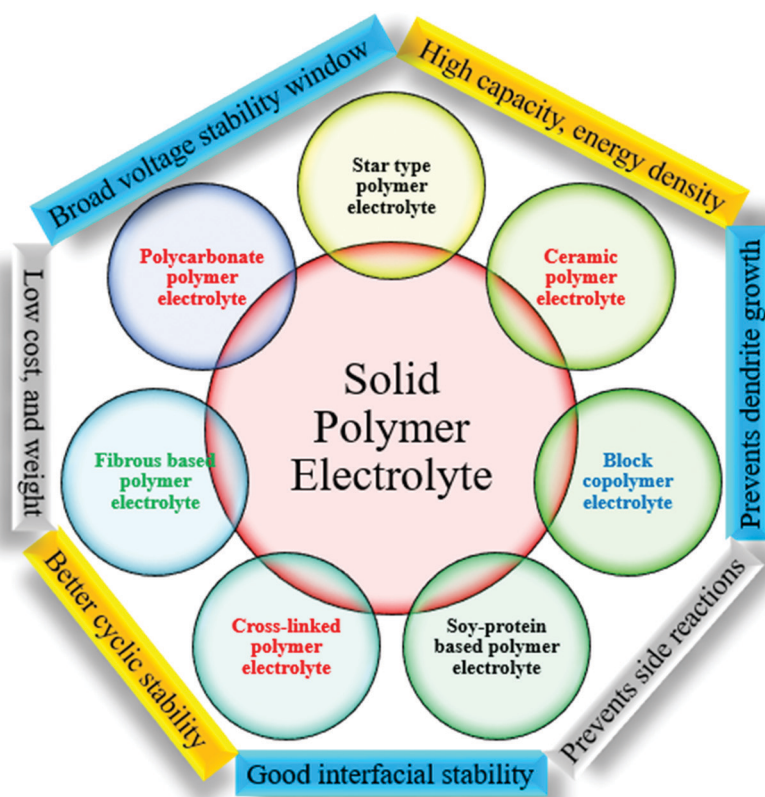 Broad voltage stability window
High capacity, energy density
Prevents dendrite growth
Prevents side reactions
Good interfacial stability
Better cyclic stability
Low cost, and weight
Star type
polymer
electrolyte
Ceramic
polymer
electrolyte
Block
copolymer
electrolyte
Soy-protein
based polymer
electrolyte
Cross-linked
polymer
electrolyte
Fibrous based
polymer
electrolyte
Polycarbonate
polymer
electrolyte
Solid
Polymer
Electrolyte